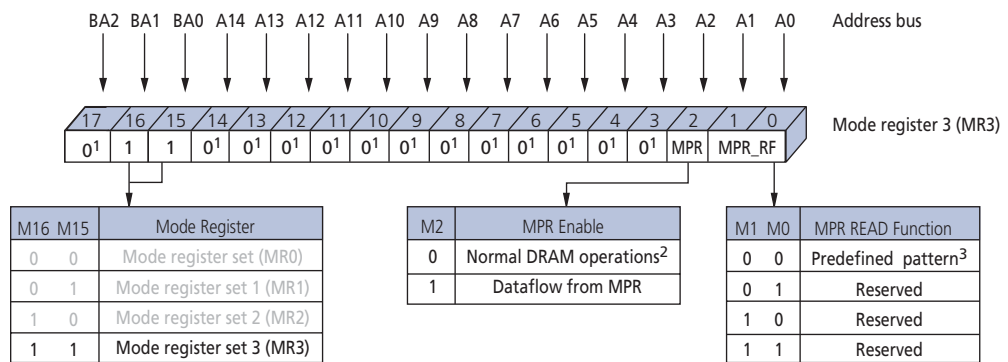 BA2 BA1 BA0 A14 A13 A12 A11 A10 A9 A8 A7 A6 A5 A4 A3 A2 A1 A0 Address bus
17 16 15 14 13 12 11 10 9 8 7 6 5 4 3 2 1 0 Mode register 3 (MR3)
0¹ 1 1 0¹ 0¹ 0¹ 0¹ 0¹ 0¹ 0¹ 0¹ 0¹ 0¹ 0¹ 0¹ MPR MPR_RF
M16 M15 Mode Register
0 0 Mode register set (MR0)
0 1 Mode register set 1 (MR1)
1 0 Mode register set 2 (MR2)
1 1 Mode register set 3 (MR3)
M2 MPR Enable
0 Normal DRAM operations²
1 Dataflow from MPR
M1 M0 MPR READ Function
0 0 Predefined pattern³
0 1 Reserved
1 0 Reserved
1 1 Reserved